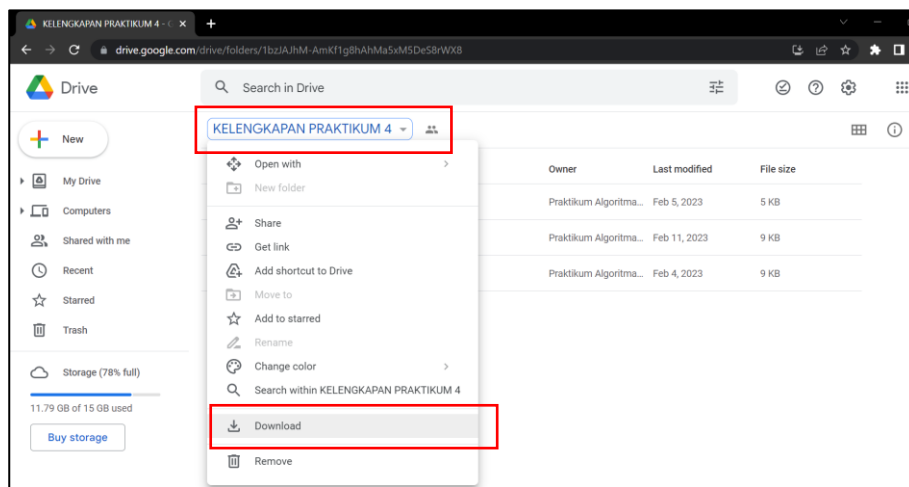 KELENGKAPAN PRAKTIKUM 4 - G
drive.google.com/drive/folders/1bzJAJhM-AmKf1g8hAhMa5xM5DeS8rWX8
Drive
Search in Drive
New
KELENGKAPAN PRAKTIKUM 4
Open with
New folder
Owner
Last modified
File size
My Drive
Praktikum Algoritma...
Feb 5, 2023
5 KB
Computers
Share
Shared with me
Get link
Praktikum Algoritma...
Feb 11, 2023
9 KB
Recent
Add shortcut to Drive
Praktikum Algoritma...
Feb 4, 2023
9 KB
Starred
Move to
Add to starred
Trash
Rename
Storage (78% full)
Change color
11.79 GB of 15 GB used
Search within KELENGKAPAN PRAKTIKUM 4
Buy storage
Download
Remove